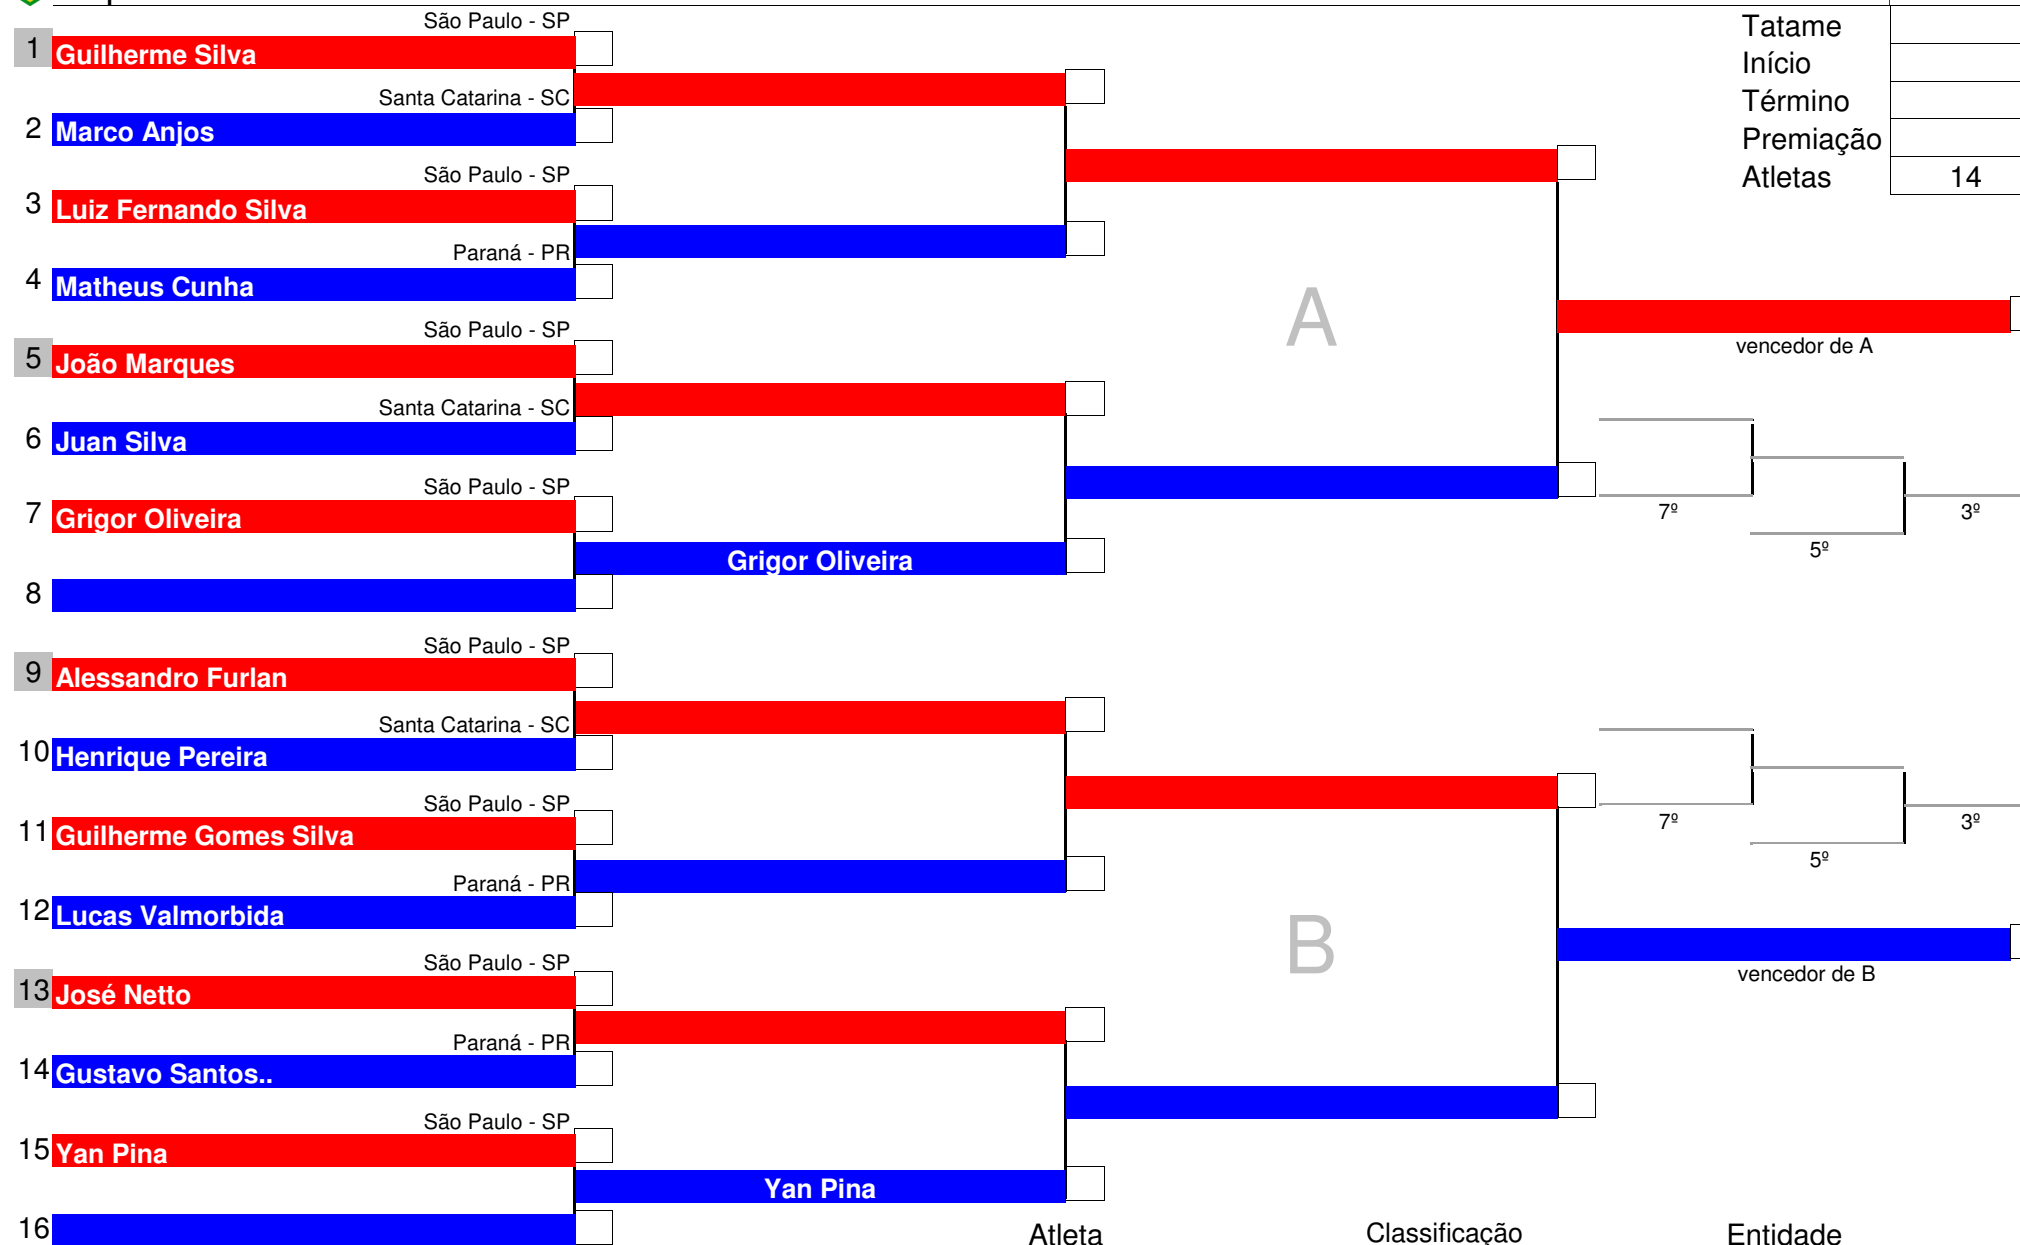 São Paulo - SP
1 Guilherme Silva
Santa Catarina - SC
2 Marco Anjos
São Paulo - SP
3 Luiz Fernando Silva
Paraná - PR
4 Matheus Cunha
São Paulo - SP
5 João Marques
Santa Catarina - SC
6 Juan Silva
São Paulo - SP
7 Grigor Oliveira
Grigor Oliveira
8
São Paulo - SP
9 Alessandro Furlan
Santa Catarina - SC
10 Henrique Pereira
São Paulo - SP
11 Guilherme Gomes Silva
Paraná - PR
12 Lucas Valmorbida
São Paulo - SP
13 José Netto
Paraná - PR
14 Gustavo Santos..
São Paulo - SP
15 Yan Pina
Yan Pina
16
A
B
Tatame
Início
Término
Premiação
Atletas 14
vencedor de A
7º
3º
5º
7º
3º
5º
vencedor de B
Atleta Classificação Entidade